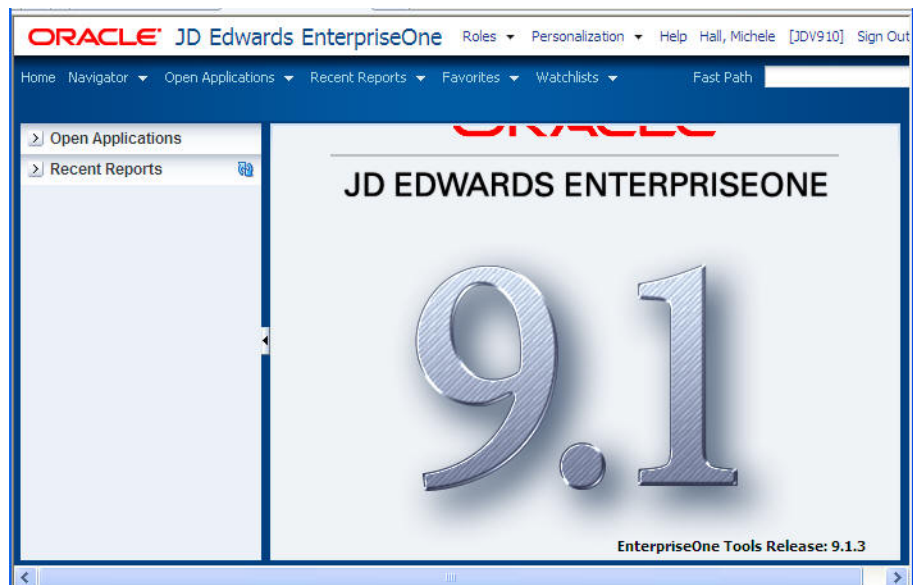 ORACLE JD Edwards EnterpriseOne Roles Personalization Help Hall, Michele [JDV910] Sign Out
Home Navigator Open Applications Recent Reports Favorites Watchlists Fast Path
Open Applications
Recent Reports
ORACLE
JD EDWARDS ENTERPRISEONE
9.1
EnterpriseOne Tools Release: 9.1.3